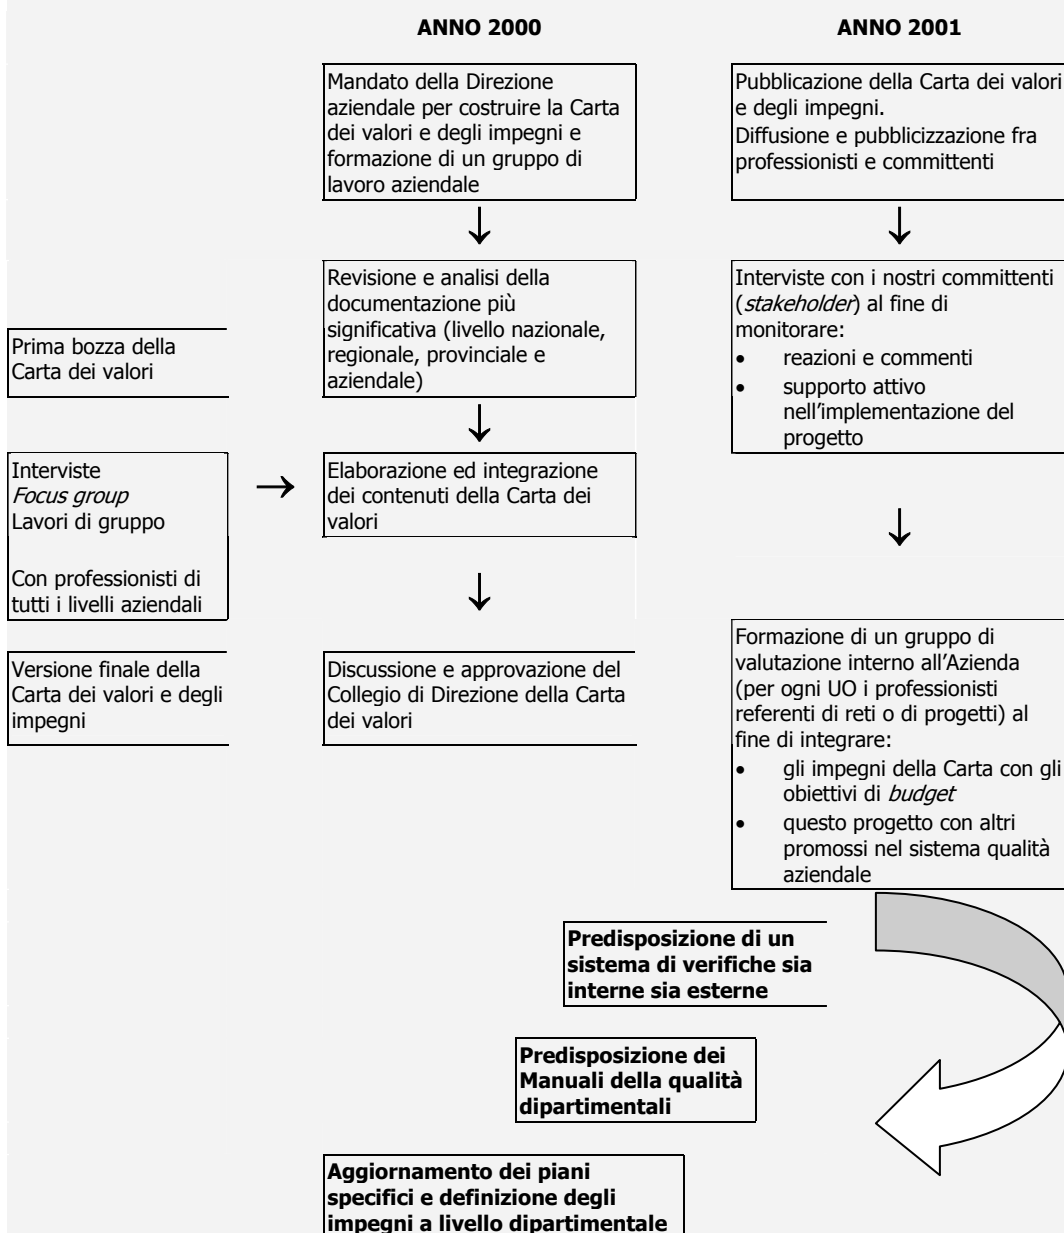 ANNO 2000
Mandato della Direzione
aziendale per costruire la Carta
dei valori e degli impegni e
formazione di un gruppo di
lavoro aziendale
Revisione e analisi della
documentazione più
significativa (livello nazionale,
regionale, provinciale e
aziendale)
Prima bozza della
Carta dei valori
Interviste
Focus group
Lavori di gruppo
Con professionisti di
tutti i livelli aziendali
Elaborazione ed integrazione
dei contenuti della Carta dei
valori
Versione finale della
Carta dei valori e degli
impegni
Discussione e approvazione del
Collegio di Direzione della Carta
dei valori
ANNO 2001
Pubblicazione della Carta dei valori
e degli impegni.
Diffusione e pubblicizzazione fra
professionisti e committenti
Interviste con i nostri committenti
(stakeholder) al fine di
monitorare:
• reazioni e commenti
• supporto attivo
nell'implementazione del
progetto
Formazione di un gruppo di
valutazione interno all'Azienda
(per ogni UO i professionisti
referenti di reti o di progetti) al
fine di integrare:
• gli impegni della Carta con gli
obiettivi di budget
• questo progetto con altri
promossi nel sistema qualità
aziendale
Predisposizione di un
sistema di verifiche sia
interne sia esterne
Predisposizione dei
Manuali della qualità
dipartimentali
Aggiornamento dei piani
specifici e definizione degli
impegni a livello dipartimentale